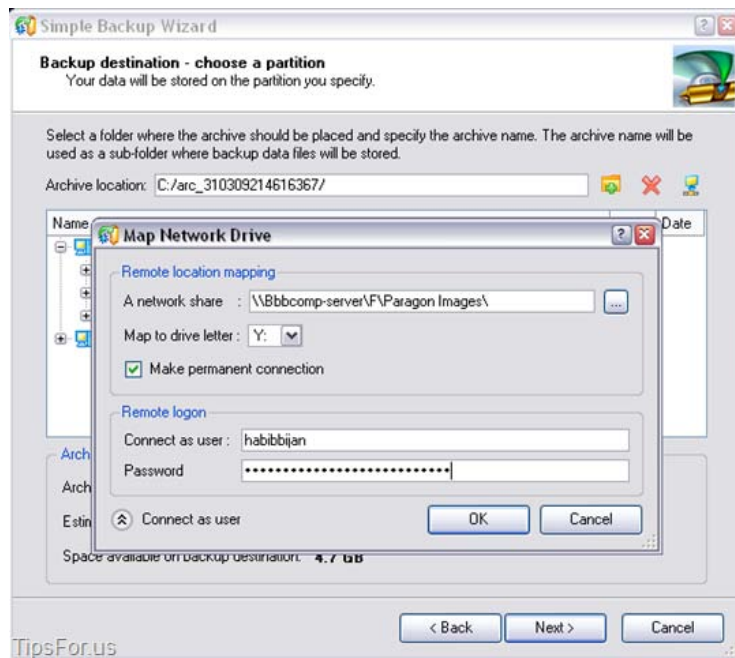 Simple Backup Wizard
Backup destination - choose a partition
Your data will be stored on the partition you specify.
Select a folder where the archive should be placed and specify the archive name. The archive name will be
used as a sub-folder where backup data files will be stored.
Archive location: C:/arc_310309214616367/
Name Date
Map Network Drive
Remote location mapping
A network share : \\Bbbcomp-server\F\Paragon Images\ ...
Map to drive letter : Y:
Make permanent connection
Remote logon
Connect as user : habibbijan
Password
Connect as user OK Cancel
Arch
Arch
Estin
Space available on backup destination: 4.7 GB
< Back Next > Cancel
TipsFor.us